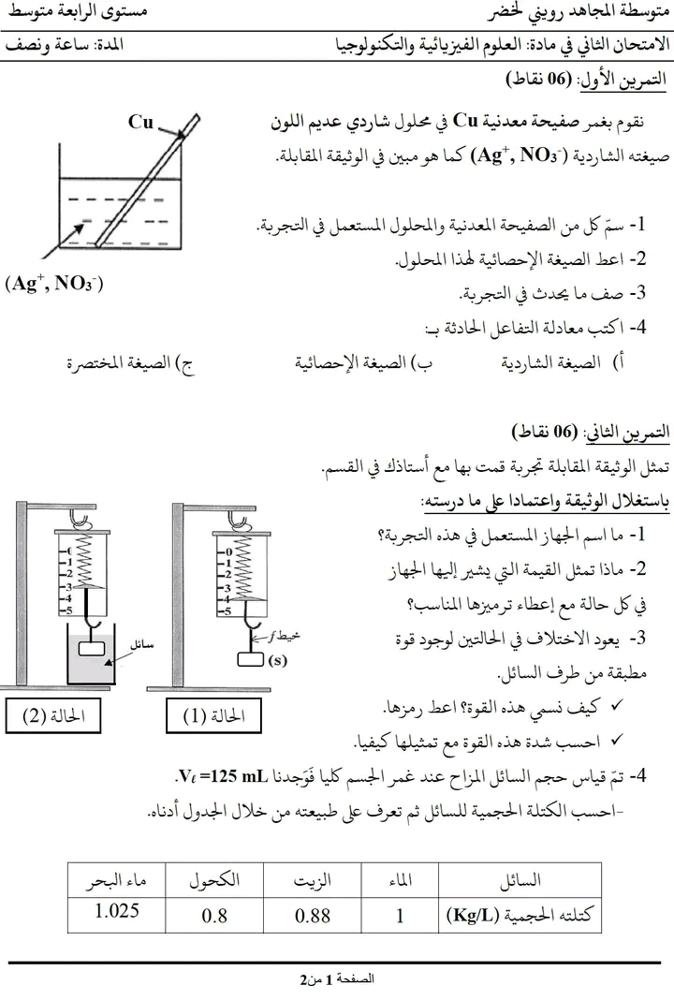 متوسطة المجاهد رويني لخضر مستوى الرابعة متوسط
الامتحان الثاني في مادة: العلوم الفيزيائية والتكنولوجيا المدة: ساعة ونصف
التمرين الأول: (06 نقاط)
نقوم بغمر صفيحة معدنية Cu في محلول شاردي عديم اللون
صيغته الشاردية (Ag⁺, NO₃⁻) كما هو مبين في الوثيقة المقابلة.
Cu
(Ag⁺, NO₃⁻)
1- سمّ كل من الصفيحة المعدنية والمحلول المستعمل في التجربة.
2- اعط الصيغة الإحصائية لهذا المحلول.
3- صف ما يحدث في التجربة.
4- اكتب معادلة التفاعل الحادثة بـ:
أ) الصيغة الشاردية ب) الصيغة الإحصائية ج) الصيغة المختصرة
التمرين الثاني: (06 نقاط)
تمثل الوثيقة المقابلة تجربة قمت بها مع أستاذك في القسم.
باستغلال الوثيقة واعتمادا على ما درسته:
1- ما اسم الجهاز المستعمل في هذه التجربة؟
2- ماذا تمثل القيمة التي يشير إليها الجهاز
في كل حالة مع إعطاء ترميزها المناسب؟
3- يعود الاختلاف في الحالتين لوجود قوة
مطبقة من طرف السائل.
✓ كيف نسمي هذه القوة؟ اعط رمزها.
✓ احسب شدة هذه القوة مع تمثيلها كيفيا.
0
1
2
3
4
5
خيط f
(s)
الحالة (1)
0
1
2
3
4
5
سائل
الحالة (2)
4- تمّ قياس حجم السائل المزاح عند غمر الجسم كليا فَوَجدنا Vℓ =125 mL.
-احسب الكتلة الحجمية للسائل ثم تعرف على طبيعته من خلال الجدول أدناه.
السائل الماء الزيت الكحول ماء البحر
كتلته الحجمية (Kg/L) 1 0.88 0.8 1.025
الصفحة 1 من2